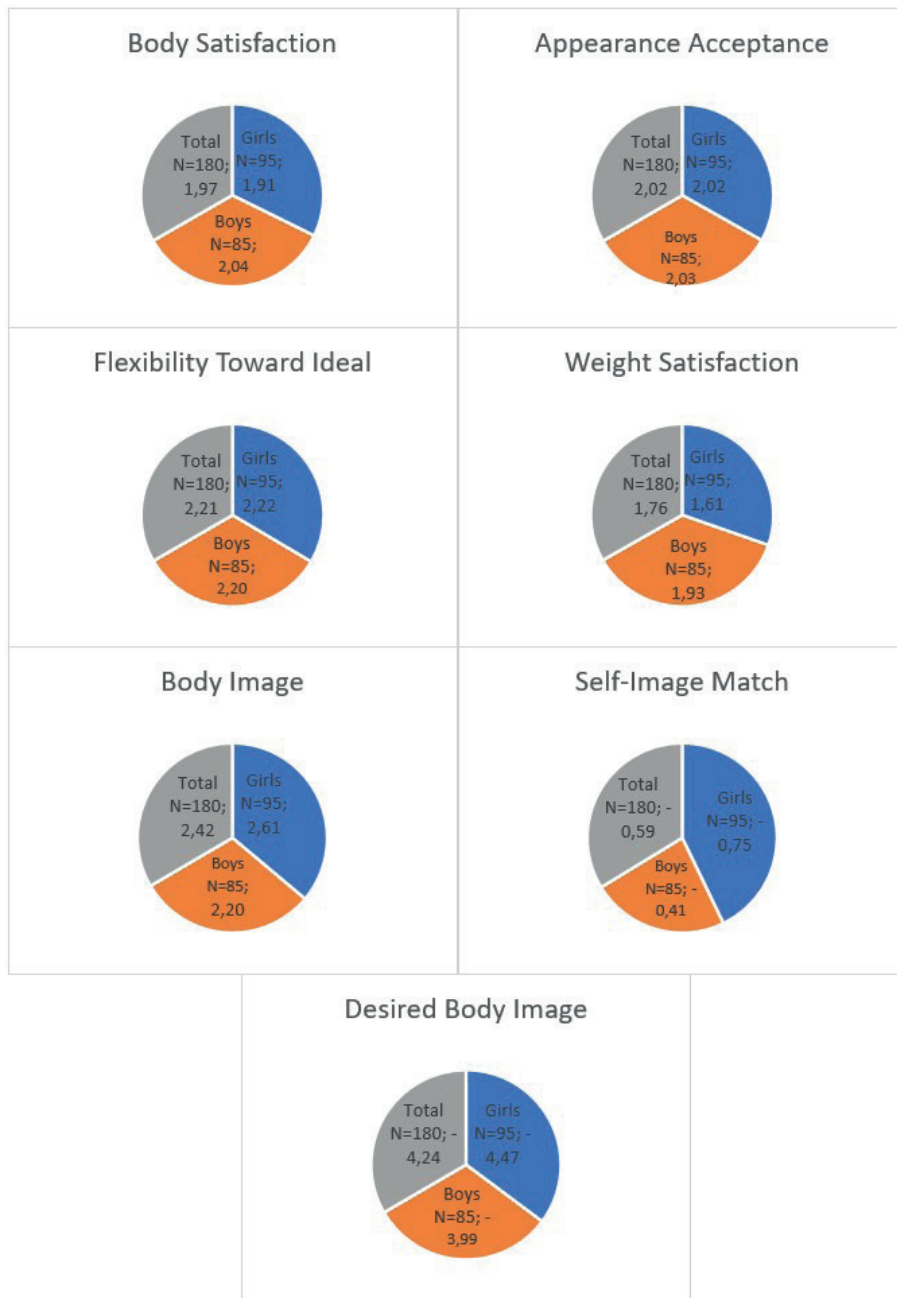 Body Satisfaction
Total
N=180;
1,97
Girls
N=95;
1,91
Boys
N=85;
2,04
Appearance Acceptance
Total
N=180;
2,02
Girls
N=95;
2,02
Boys
N=85;
2,03
Flexibility Toward Ideal
Total
N=180;
2,21
Girls
N=95;
2,22
Boys
N=85;
2,20
Weight Satisfaction
Total
N=180;
1,76
Girls
N=95;
1,61
Boys
N=85;
1,93
Body Image
Total
N=180;
2,42
Girls
N=95;
2,61
Boys
N=85;
2,20
Self-Image Match
Total
N=180; -
0,59
Girls
N=95; -
0,75
Boys
N=85; -
0,41
Desired Body Image
Total
N=180; -
4,24
Girls
N=95; -
4,47
Boys
N=85; -
3,99